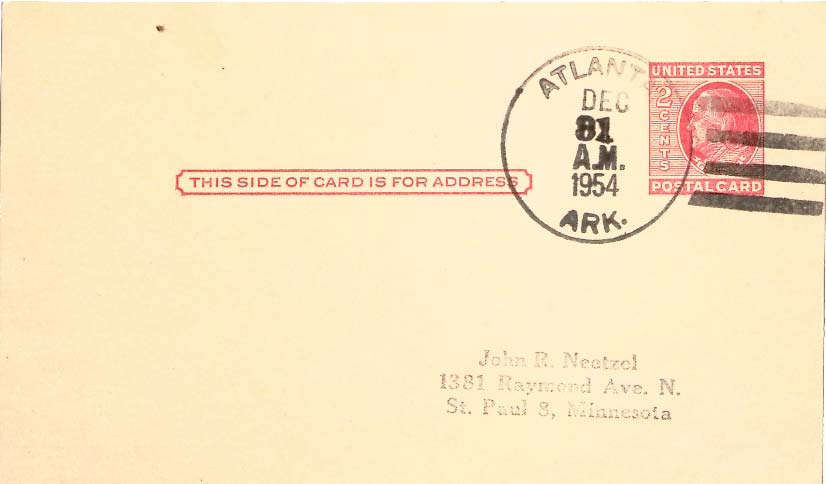 ATLANT
DEC
31
A.M.
1954
ARK.
UNITED STATES
2 CENTS
POSTAL CARD
THIS SIDE OF CARD IS FOR ADDRESS
John R. Neetzel
1381 Raymond Ave. N.
St. Paul 8, Minnesota